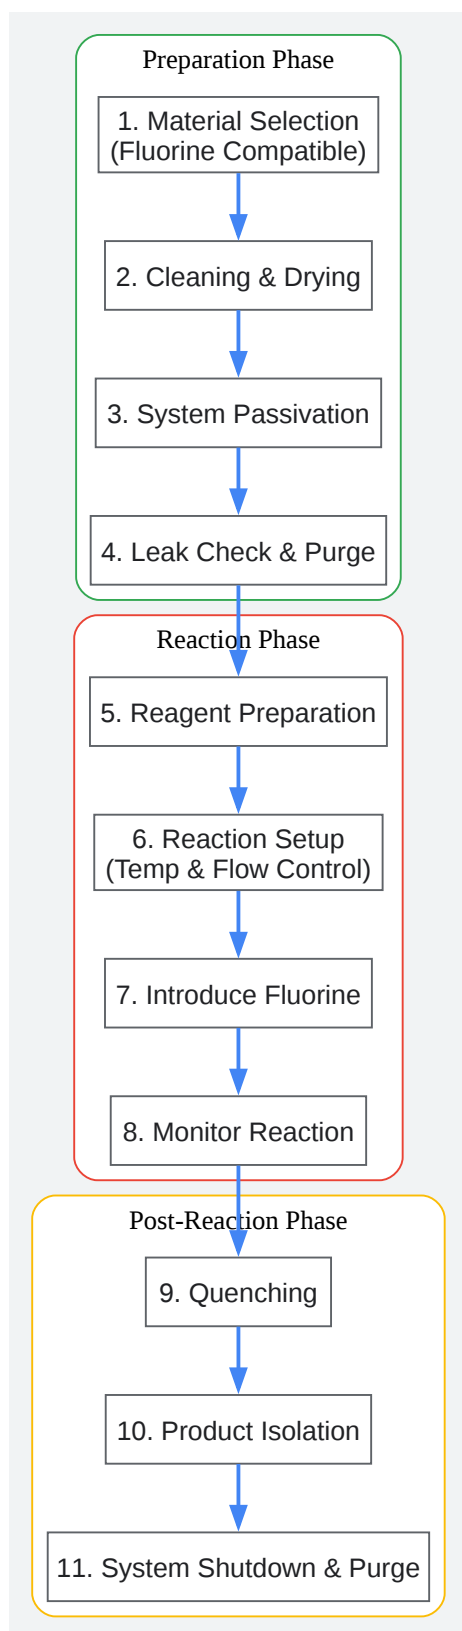 Preparation Phase
1. Material Selection
(Fluorine Compatible)
2. Cleaning & Drying
3. System Passivation
4. Leak Check & Purge
Reaction Phase
5. Reagent Preparation
6. Reaction Setup
(Temp & Flow Control)
7. Introduce Fluorine
8. Monitor Reaction
Post-Reaction Phase
9. Quenching
10. Product Isolation
11. System Shutdown & Purge